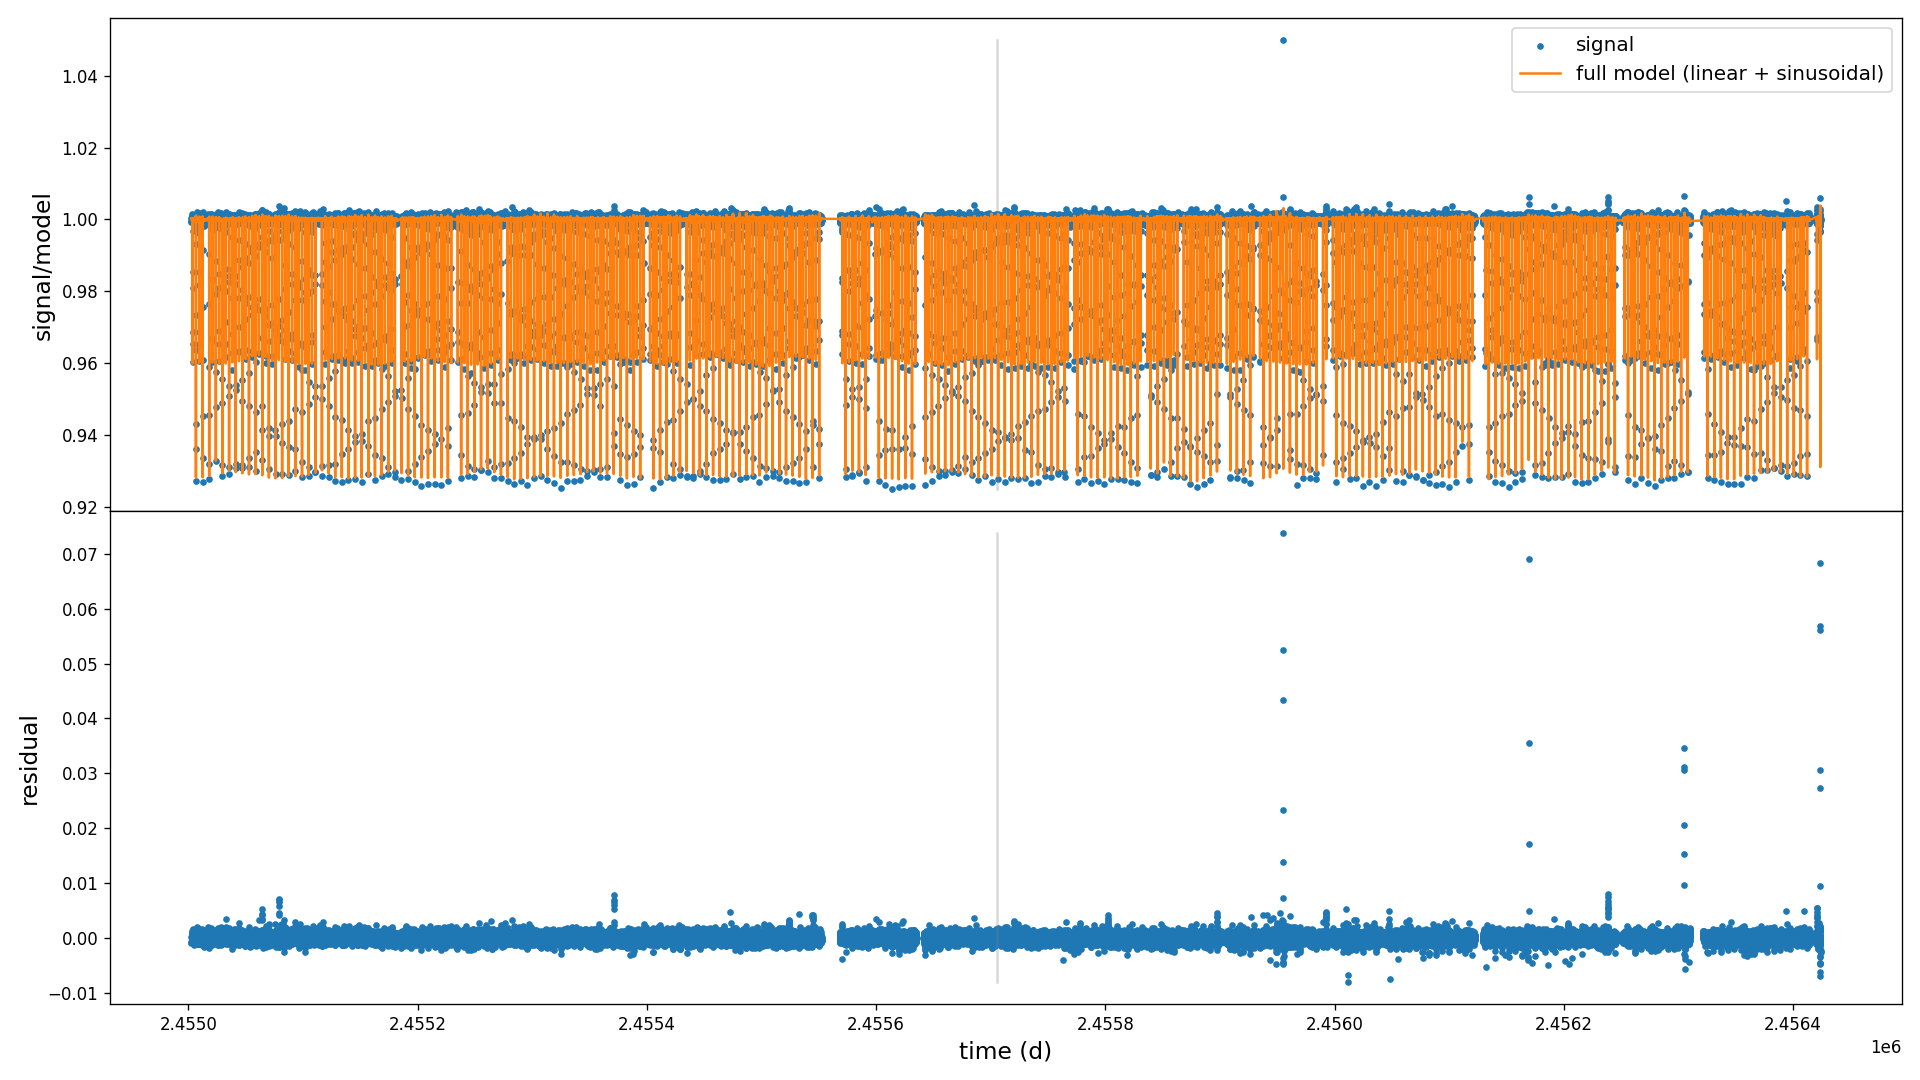 signal/model
1.04
1.02
1.00
0.98
0.96
0.94
0.92
signal
full model (linear + sinusoidal)
residual
0.07
0.06
0.05
0.04
0.03
0.02
0.01
0.00
−0.01
2.4550 2.4552 2.4554 2.4556 2.4558 2.4560 2.4562 2.4564
1e6
time (d)